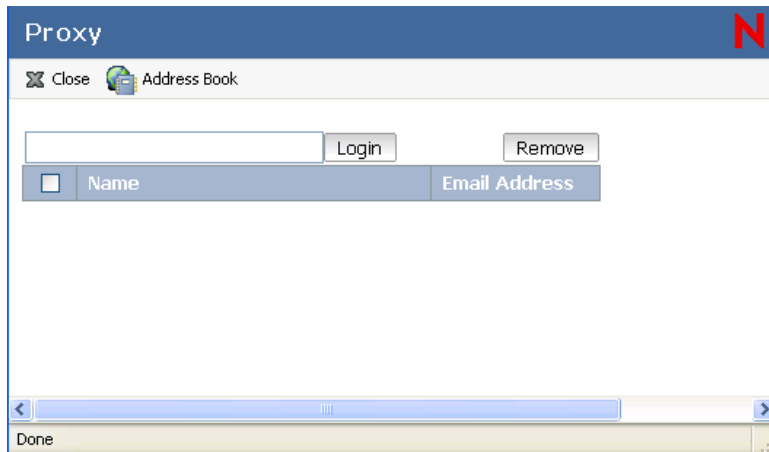 Proxy N
Close Address Book
Login Remove
Name Email Address
Done